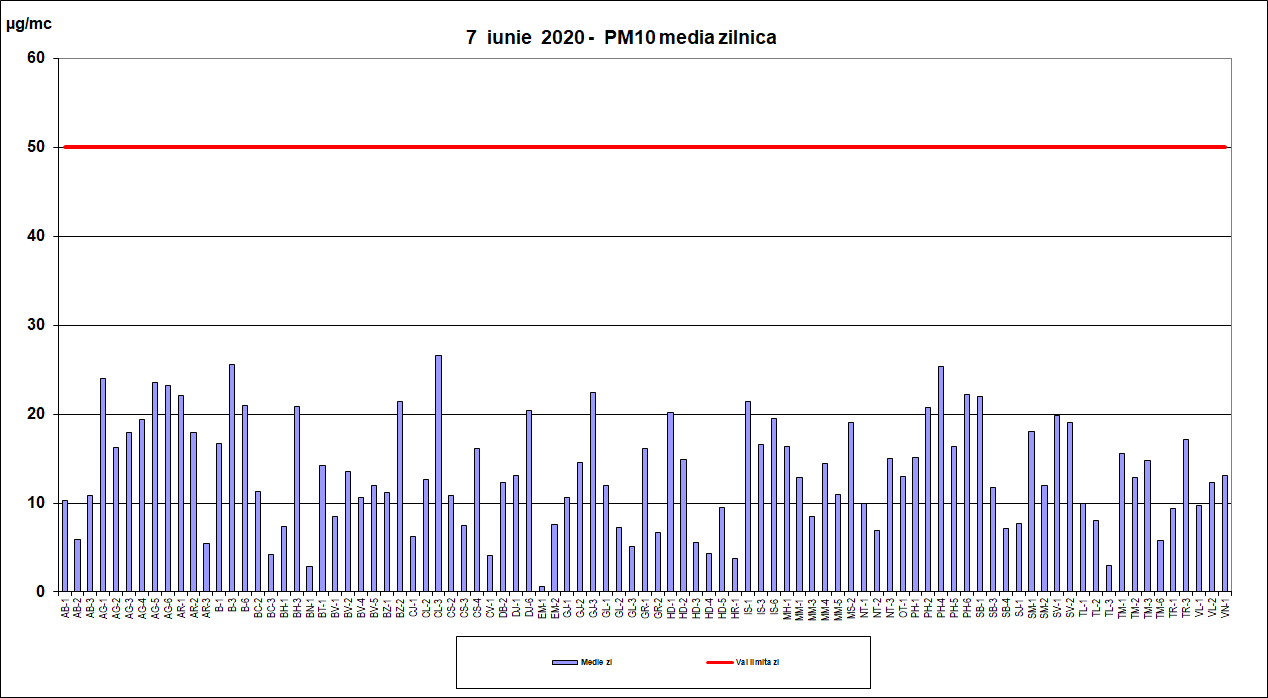 µg/mc
7 iunie 2020 - PM10 media zilnica
60
50
40
30
20
10
0
AB-1 AB-2 AB-3 AG-1 AG-2 AG-3 AG-4 AG-5 AG-6 AR-1 AR-2 AR-3 B-1 B-3 B-6 BC-2 BC-3 BH-1 BH-3 BN-1 BT-1 BV-1 BV-2 BV-4 BV-5 BZ-1 BZ-2 CJ-1 CL-2 CL-3 CS-2 CS-3 CS-4 CV-1 DB-2 DJ-1 DJ-6 EM-1 EM-2 GJ-1 GJ-2 GJ-3 GL-1 GL-2 GL-3 GR-1 GR-2 HD-1 HD-2 HD-3 HD-4 HD-5 HR-1 IS-1 IS-3 IS-6 MH-1 MM-1 MM-3 MM-4 MM-5 MS-2 NT-1 NT-2 NT-3 OT-1 PH-1 PH-2 PH-4 PH-5 PH-6 SB-1 SB-3 SB-4 SJ-1 SM-1 SM-2 SV-1 SV-2 TL-1 TL-2 TL-3 TM-1 TM-2 TM-3 TM-6 TR-1 TR-3 VL-1 VL-2 VN-1
Medie zi Val limita zi